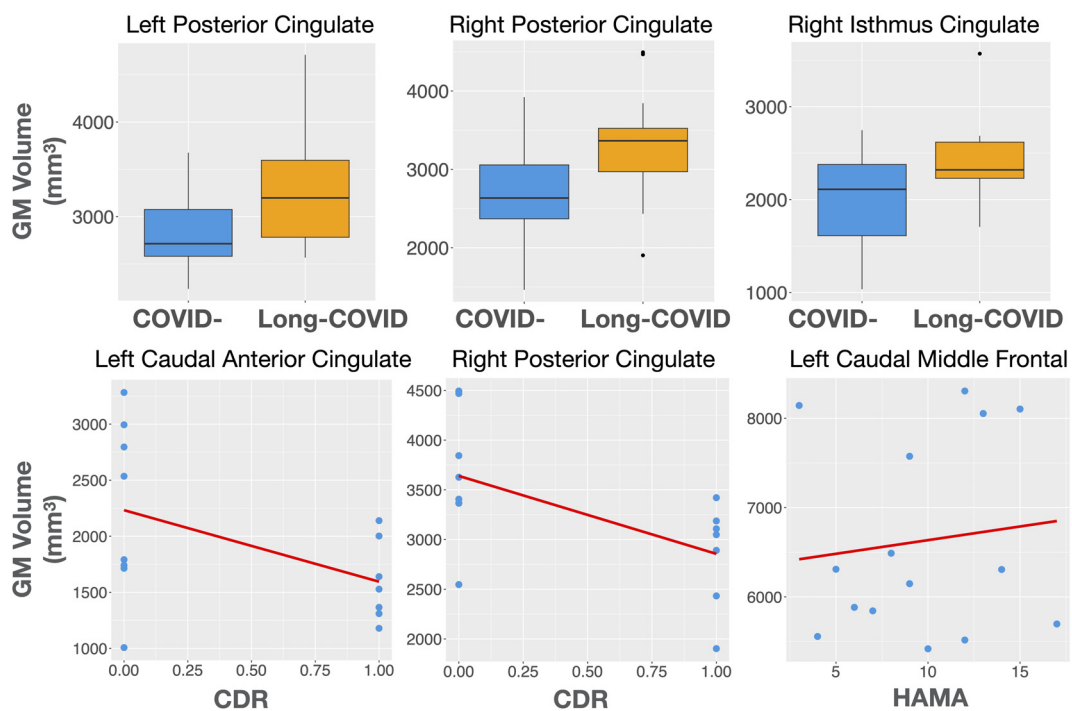 Left Posterior Cingulate
Right Posterior Cingulate
Right Isthmus Cingulate
GM Volume
(mm³)
4000
3000
4000
3000
2000
3000
2000
1000
COVID-
Long-COVID
COVID-
Long-COVID
COVID-
Long-COVID
Left Caudal Anterior Cingulate
Right Posterior Cingulate
Left Caudal Middle Frontal
GM Volume
(mm³)
3000
2500
2000
1500
1000
0.00
0.25
0.50
0.75
1.00
CDR
4500
4000
3500
3000
2500
2000
0.00
0.25
0.50
0.75
1.00
CDR
8000
7000
6000
5
10
15
HAMA